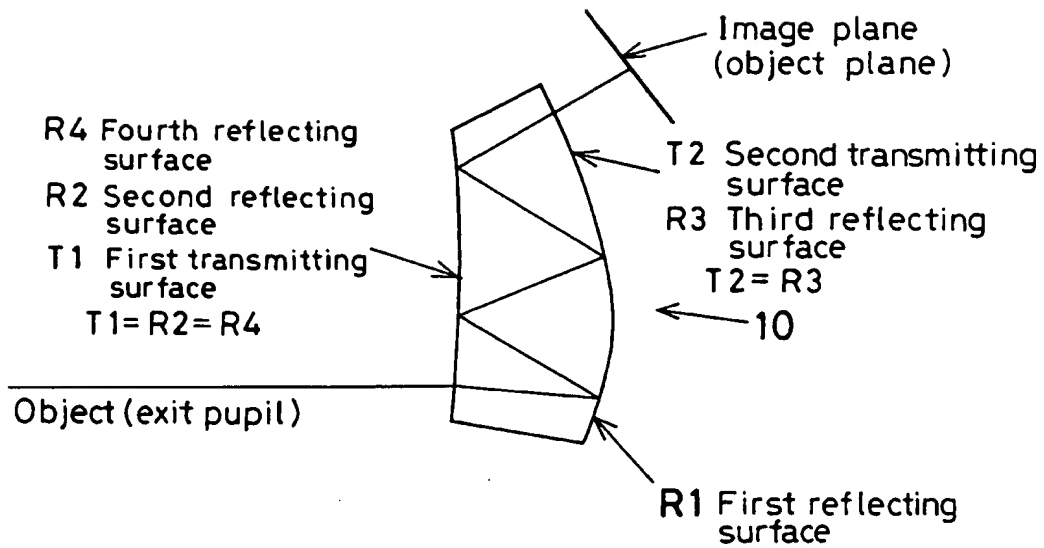 Image plane
(object plane)
R4 Fourth reflecting
surface
R2 Second reflecting
surface
T1 First transmitting
surface
T1=R2=R4
T2 Second transmitting
surface
R3 Third reflecting
surface
T2=R3
10
Object (exit pupil)
R1 First reflecting
surface